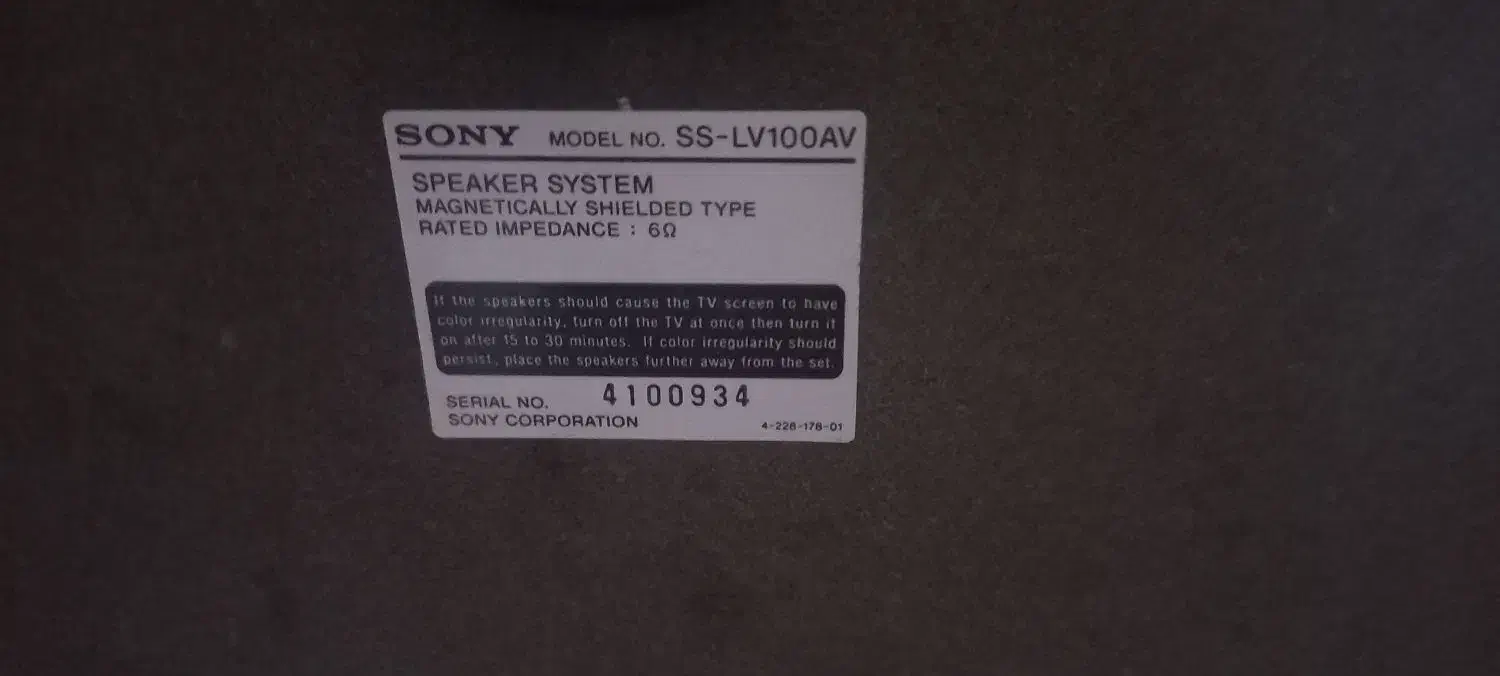 SONY MODEL NO. SS-LV100AV
SPEAKER SYSTEM
MAGNETICALLY SHIELDED TYPE
RATED IMPEDANCE : 6Ω
If the speakers should cause the TV screen to have
color irregularity, turn off the TV at once then turn it
on after 15 to 30 minutes. If color irregularity should
persist, place the speakers further away from the set.
SERIAL NO. 4100934
SONY CORPORATION 4-228-178-01